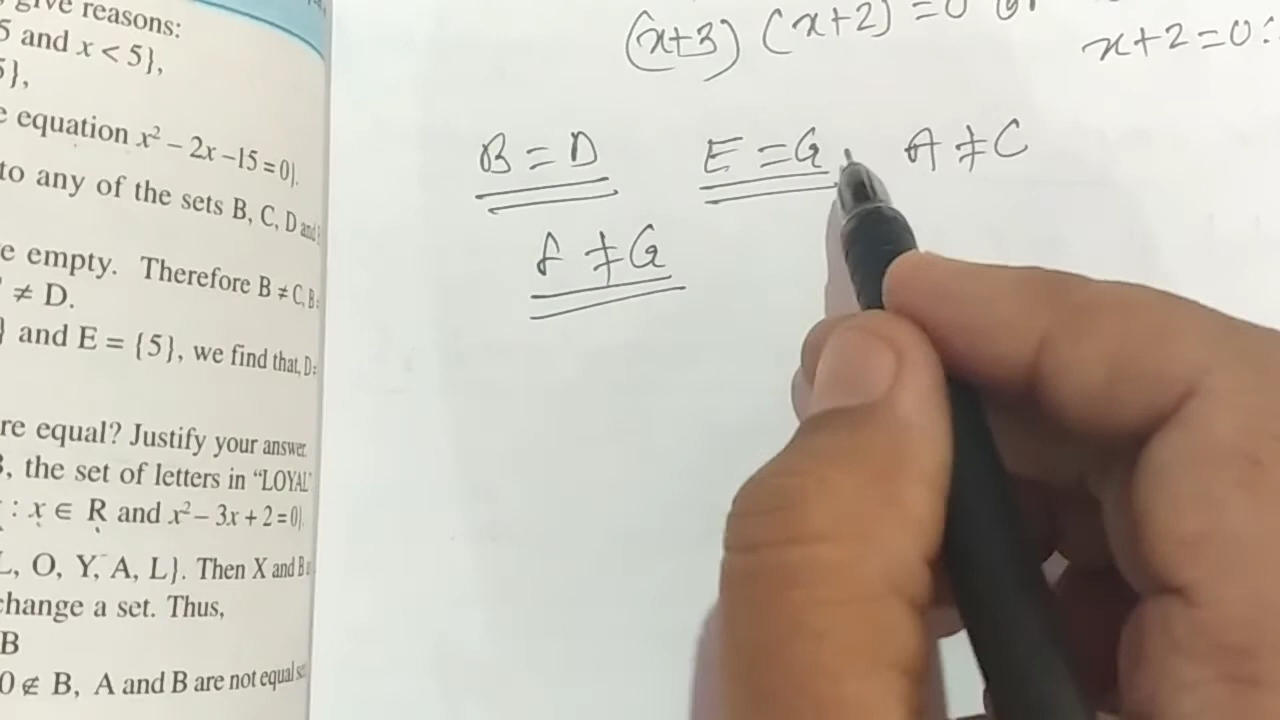 give reasons:
5 and x < 5},
5},
e equation x² – 2x –15 = 0}.
to any of the sets B, C, D and
e empty. Therefore B ≠ C, B
≠ D.
} and E = {5}, we find that, D
re equal? Justify your answer.
, the set of letters in “LOYAL”
: x ∈ R and x² – 3x + 2 = 0}.
L, O, Y, A, L}. Then X and B
change a set. Thus,
B
0 ∉ B, A and B are not equal
(x+3) (x+2) = 0
x+2=0
B = D E = G A ≠ C
≠ G